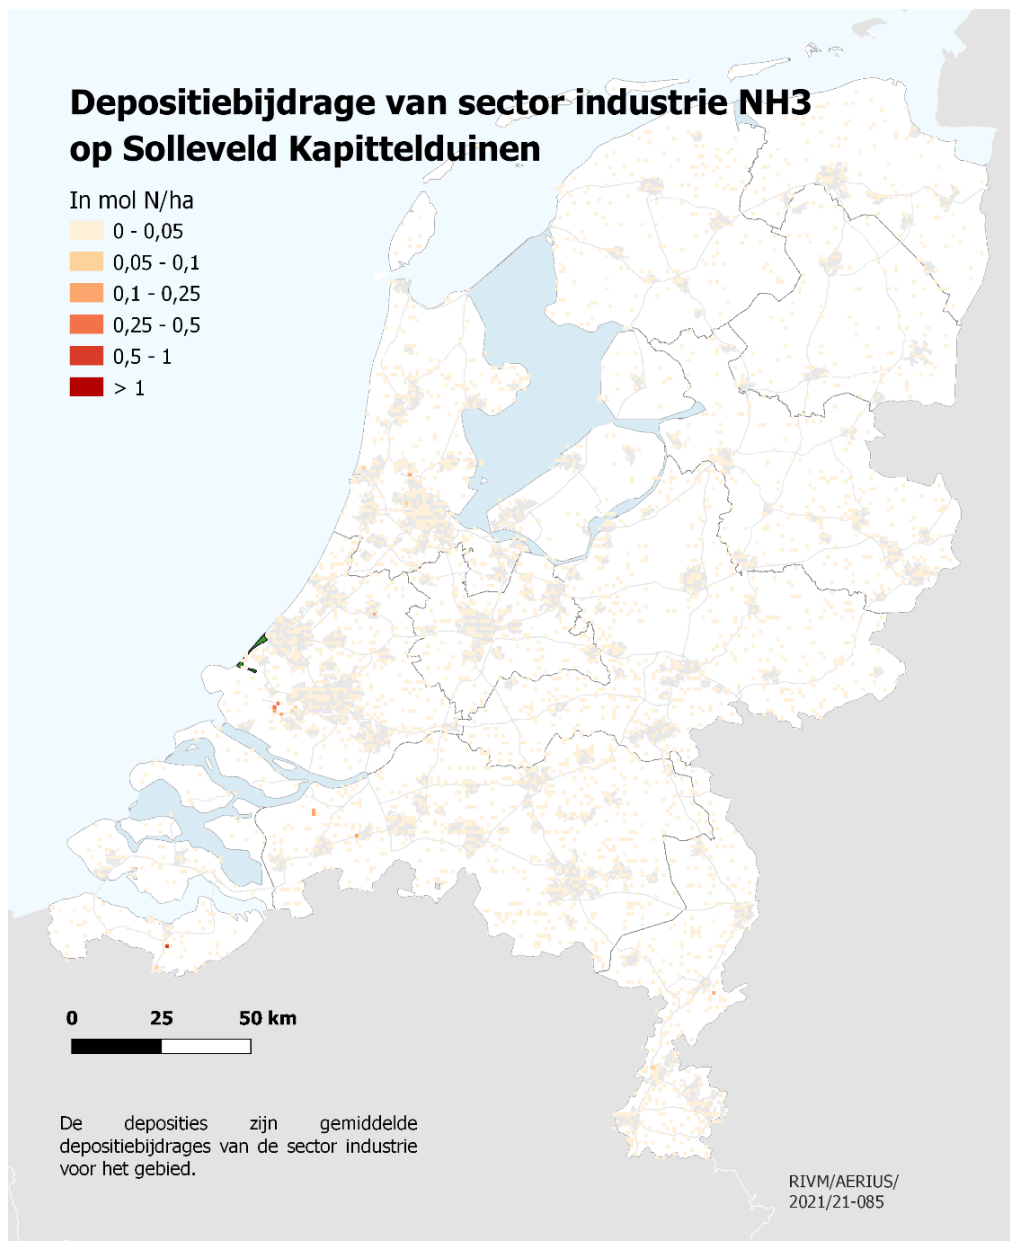 Depositiebijdrage van sector industrie NH3
op Solleveld Kapittelduinen
In mol N/ha
0 - 0,05
0,05 - 0,1
0,1 - 0,25
0,25 - 0,5
0,5 - 1
> 1
0 25 50 km
De deposities zijn gemiddelde
depositiebijdrages van de sector industrie
voor het gebied.
RIVM/AERIUS/
2021/21-085